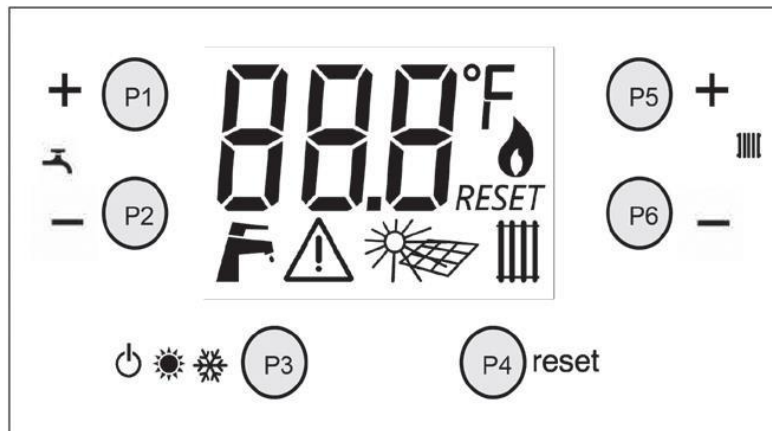 + P1 88.8 °F P5 +
− P2 RESET P6 −
P3 P4 reset